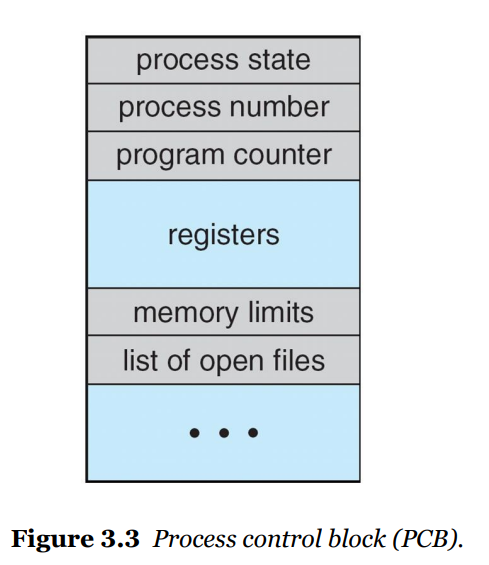 process state
process number
program counter
registers
memory limits
list of open files
• • •
Figure 3.3 Process control block (PCB).